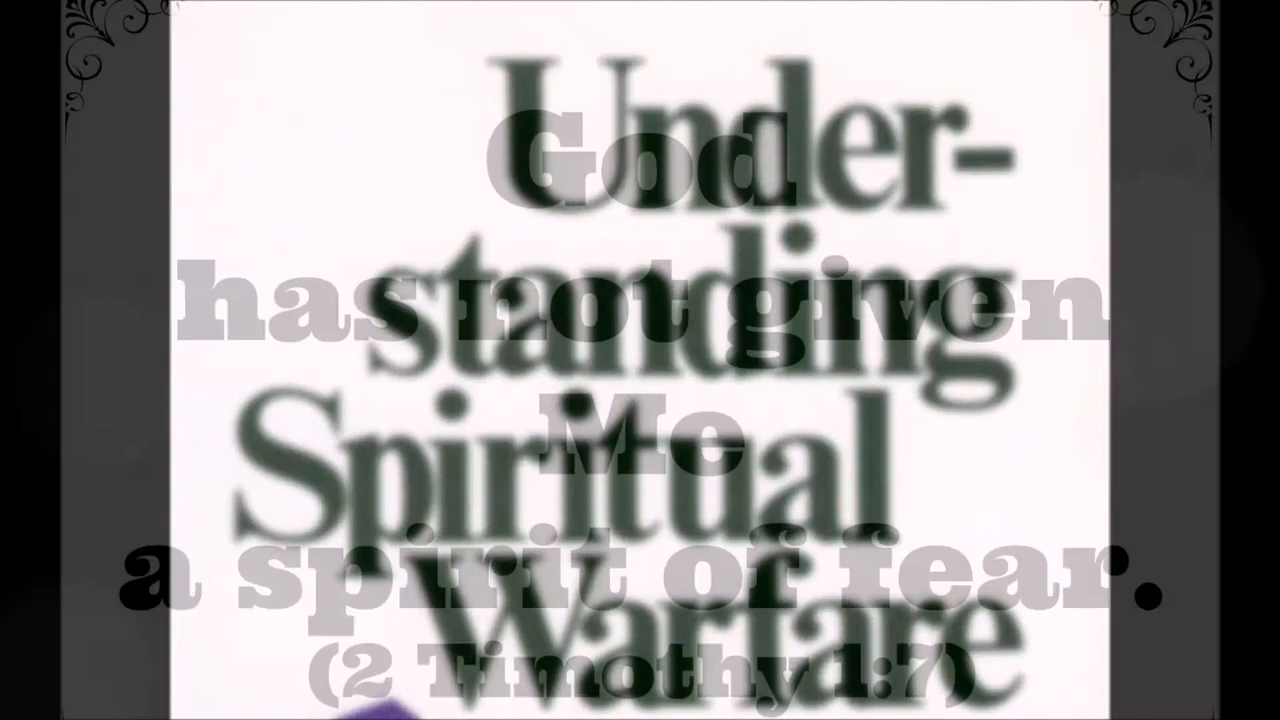 Under-
standing
Spiritual
Warfare
God
has not given
Me
a spirit of fear.
(2 Timothy 1:7)